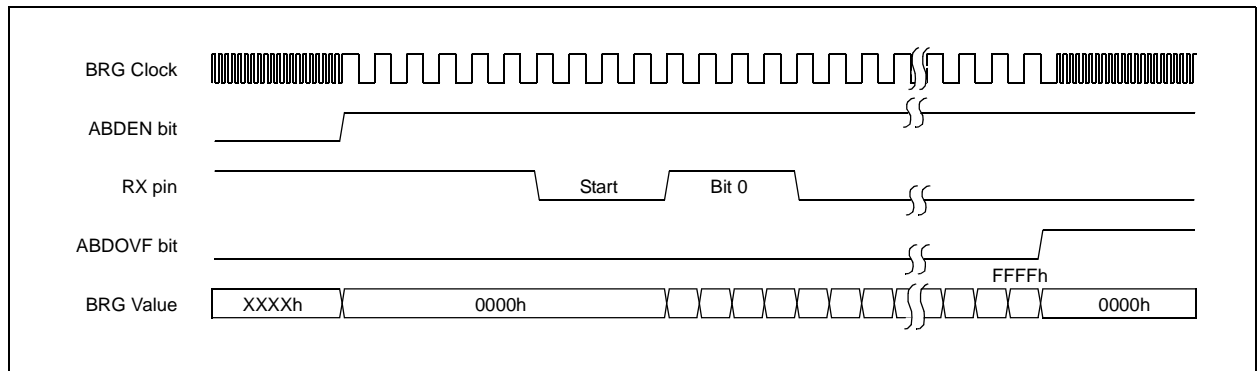 BRG Clock
ABDEN bit
RX pin
Start
Bit 0
ABDOVF bit
FFFFh
BRG Value
XXXXh
0000h
0000h